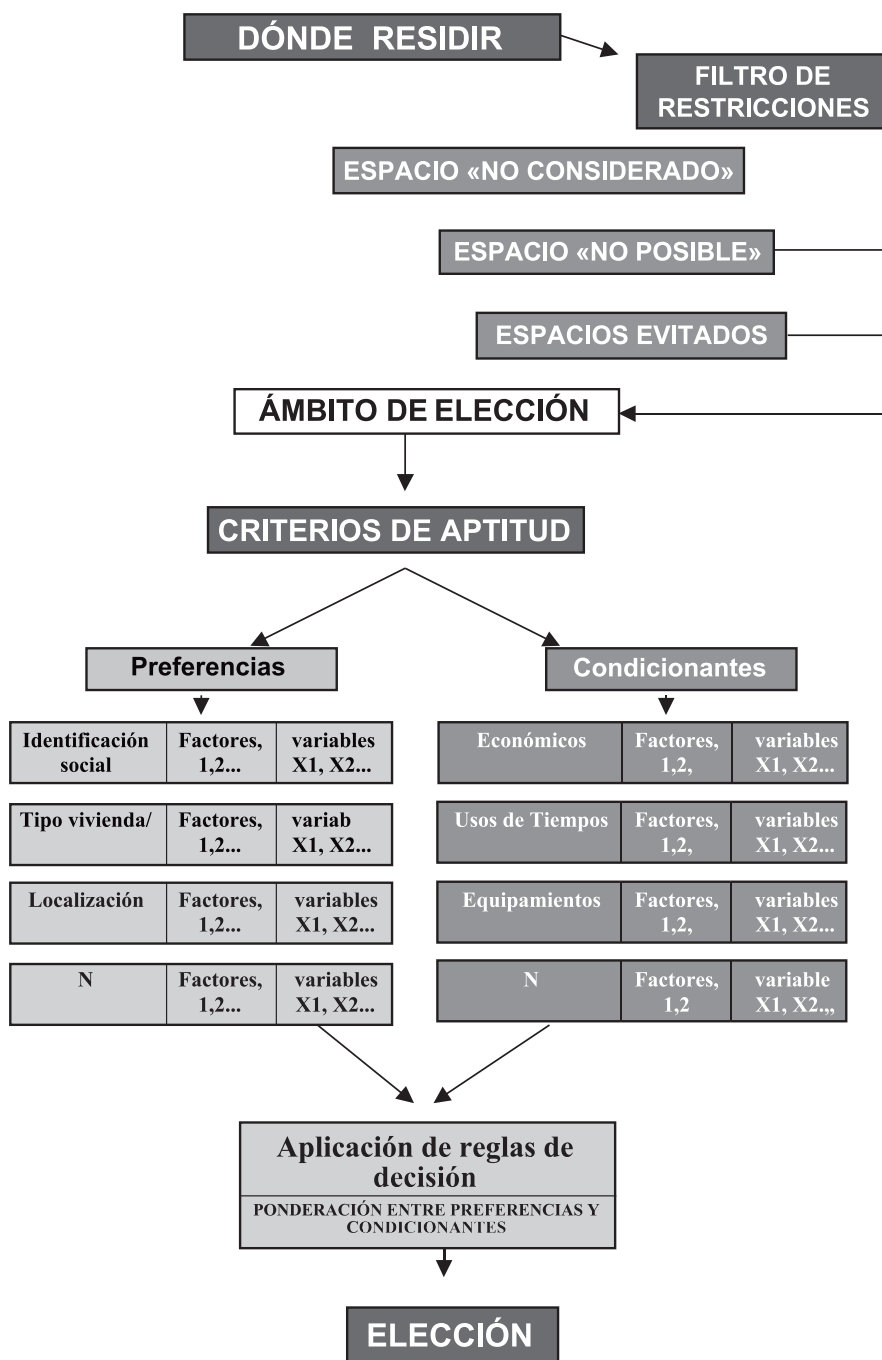 DÓNDE RESIDIR
FILTRO DE
RESTRICCIONES
ESPACIO «NO CONSIDERADO»
ESPACIO «NO POSIBLE»
ESPACIOS EVITADOS
ÁMBITO DE ELECCIÓN
CRITERIOS DE APTITUD
Preferencias
Identificación social
Factores, 1,2...
variables X1, X2...
Tipo vivienda/
Factores, 1,2...
variab X1, X2...
Localización
Factores, 1,2...
variables X1, X2...
N
Factores, 1,2...
variables X1, X2...
Condicionantes
Económicos
Factores, 1,2,
variables X1, X2...
Usos de Tiempos
Factores, 1,2,
variables X1, X2...
Equipamientos
Factores, 1,2,
variables X1, X2...
N
Factores, 1,2
variable X1, X2.,,
Aplicación de reglas de
decisión
PONDERACIÓN ENTRE PREFERENCIAS Y
CONDICIONANTES
ELECCIÓN